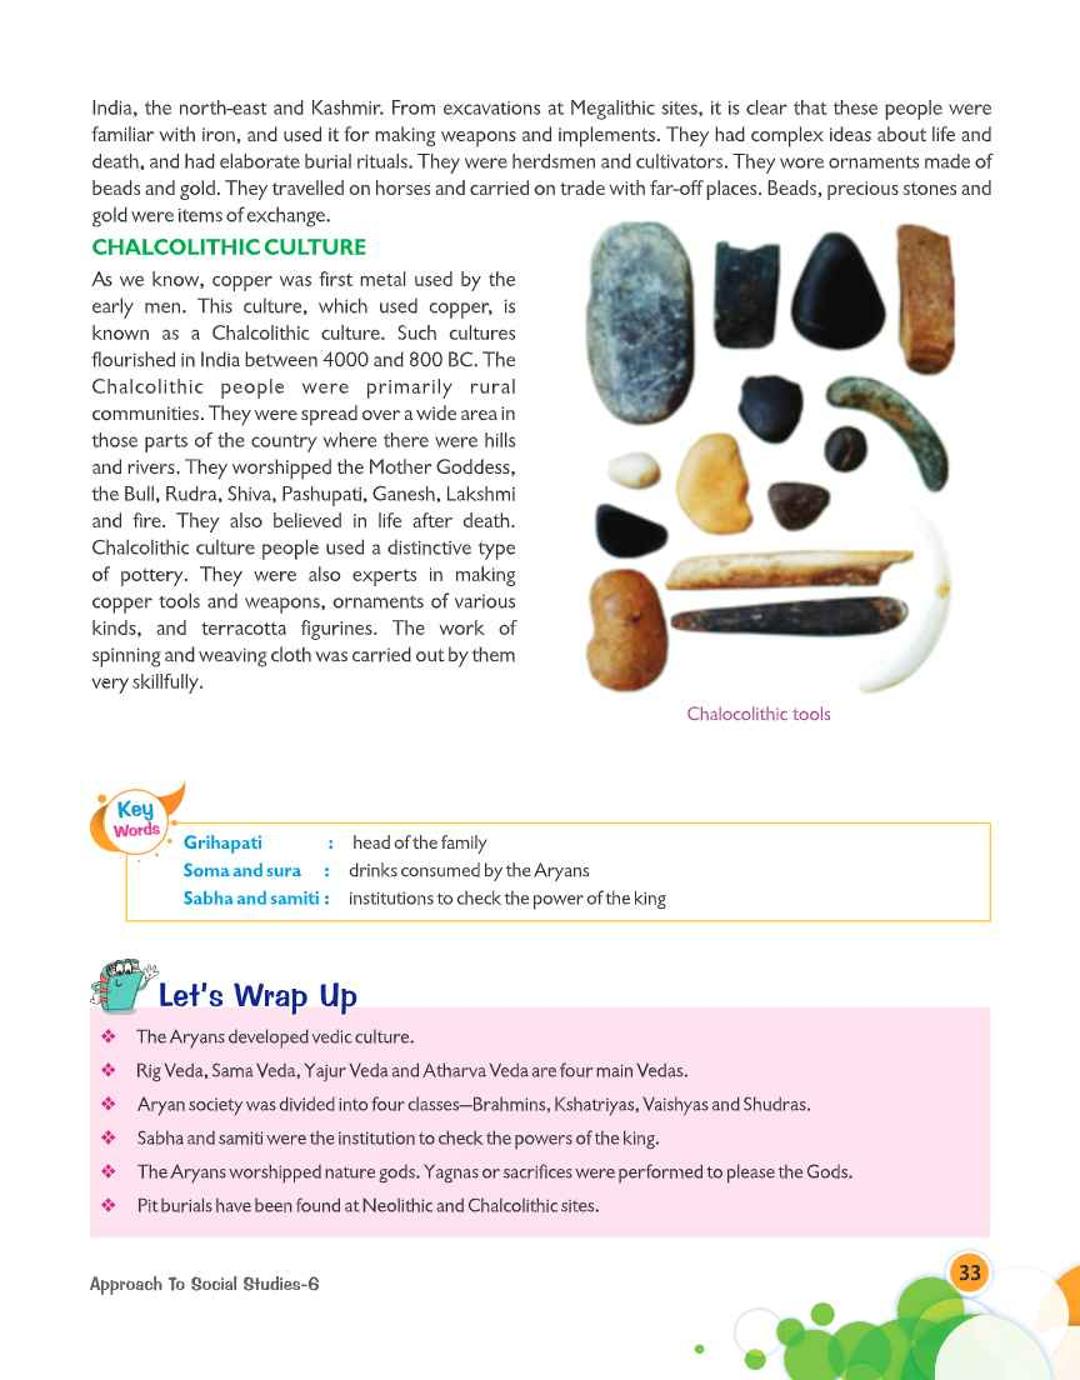 India, the north-east and Kashmir. From excavations at Megalithic sites, it is clear that these people were
familiar with iron, and used it for making weapons and implements. They had complex ideas about life and
death, and had elaborate burial rituals. They were herdsmen and cultivators. They wore ornaments made of
beads and gold. They travelled on horses and carried on trade with far-off places. Beads, precious stones and
gold were items of exchange.
CHALCOLITHIC CULTURE
As we know, copper was first metal used by the
early men. This culture, which used copper, is
known as a Chalcolithic culture. Such cultures
flourished in India between 4000 and 800 BC. The
Chalcolithic people were primarily rural
communities. They were spread over a wide area in
those parts of the country where there were hills
and rivers. They worshipped the Mother Goddess,
the Bull, Rudra, Shiva, Pashupati, Ganesh, Lakshmi
and fire. They also believed in life after death.
Chalcolithic culture people used a distinctive type
of pottery. They were also experts in making
copper tools and weapons, ornaments of various
kinds, and terracotta figurines. The work of
spinning and weaving cloth was carried out by them
very skillfully.
Chalocolithic tools
Key
Words
Grihapati : head of the family
Soma and sura : drinks consumed by the Aryans
Sabha and samiti : institutions to check the power of the king
Let's Wrap Up
❖ The Aryans developed vedic culture.
❖ Rig Veda, Sama Veda, Yajur Veda and Atharva Veda are four main Vedas.
❖ Aryan society was divided into four classes—Brahmins, Kshatriyas, Vaishyas and Shudras.
❖ Sabha and samiti were the institution to check the powers of the king.
❖ The Aryans worshipped nature gods. Yagnas or sacrifices were performed to please the Gods.
❖ Pit burials have been found at Neolithic and Chalcolithic sites.
Approach To Social Studies-6
33